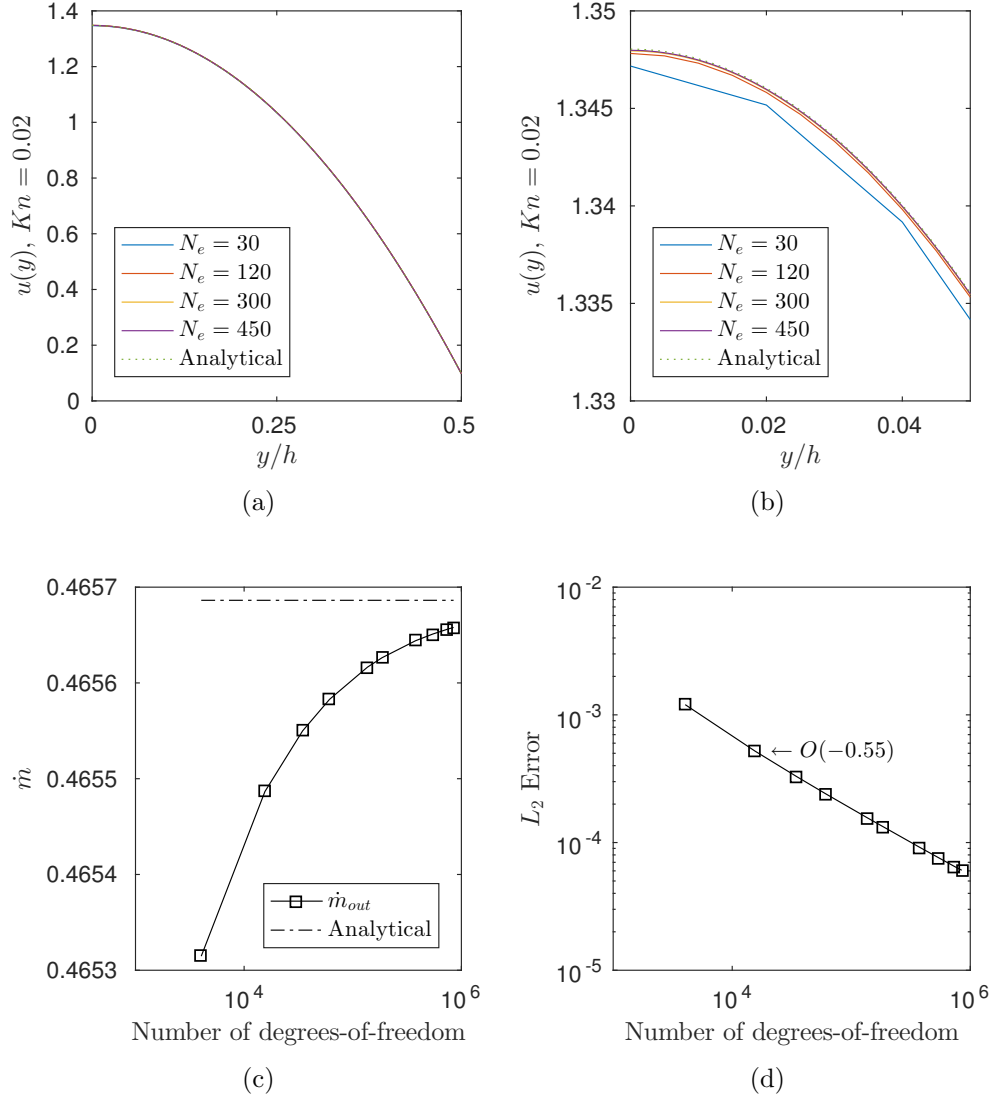 1.4
1.2
1
0.8
0.6
0.4
0.2
0
0
0.25
0.5
u(y), Kn = 0.02
y/h
N_e = 30
N_e = 120
N_e = 300
N_e = 450
Analytical
(a)
1.35
1.345
1.34
1.335
1.33
0
0.02
0.04
u(y), Kn = 0.02
y/h
N_e = 30
N_e = 120
N_e = 300
N_e = 450
Analytical
(b)
0.4657
0.4656
0.4655
0.4654
0.4653
10^4
10^6
ṁ
Number of degrees-of-freedom
ṁ_out
Analytical
(c)
10^-2
10^-3
10^-4
10^-5
10^4
10^6
L_2 Error
← O(−0.55)
Number of degrees-of-freedom
(d)